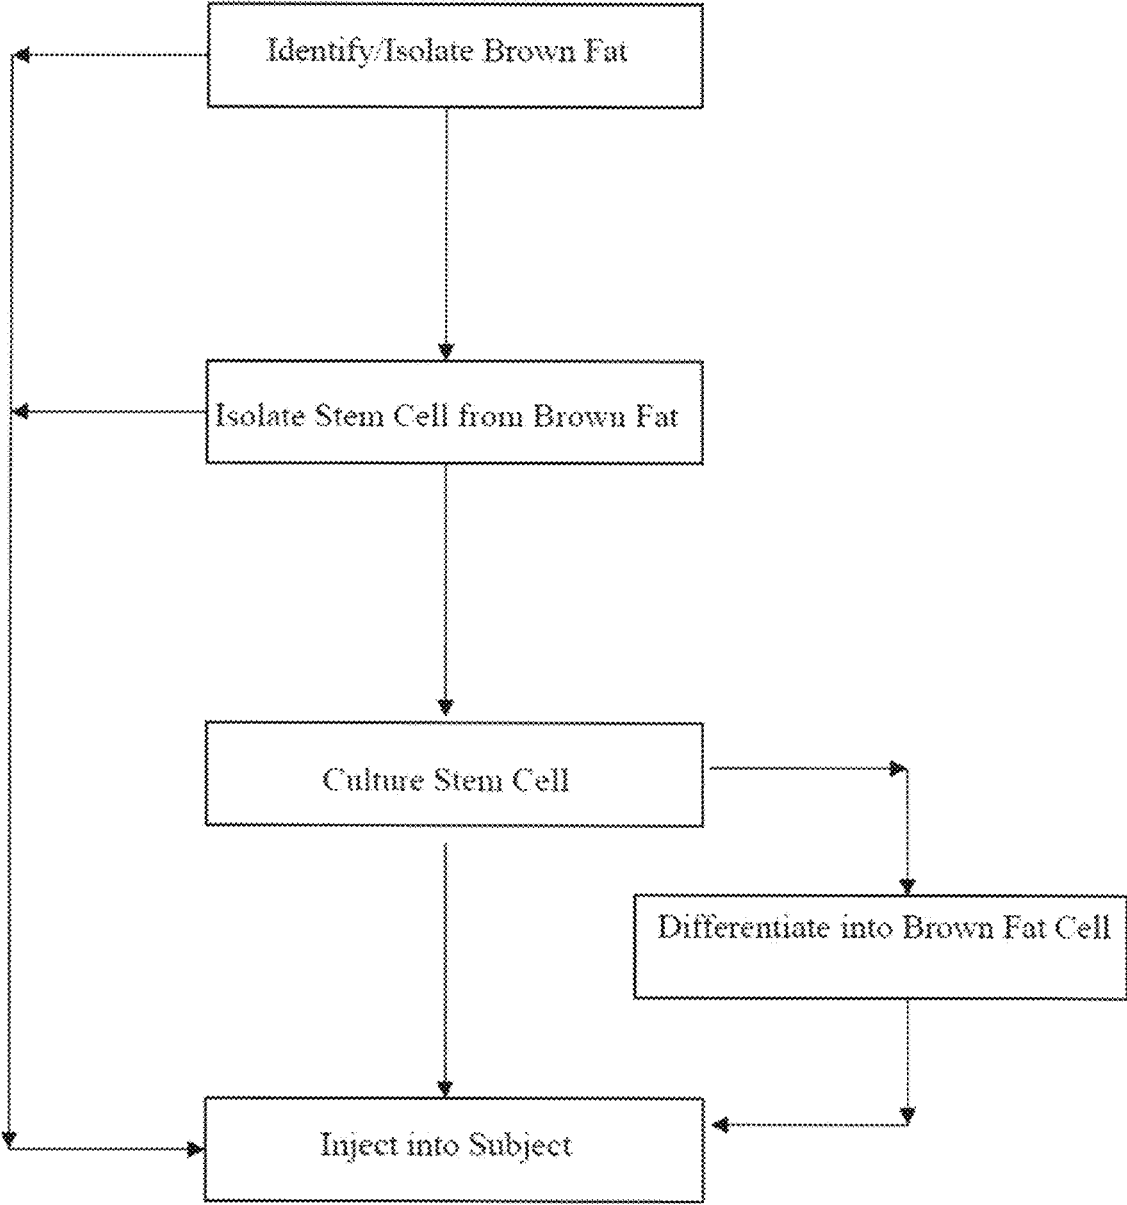 Identify/Isolate Brown Fat
Isolate Stem Cell from Brown Fat
Culture Stem Cell
Differentiate into Brown Fat Cell
Inject into Subject